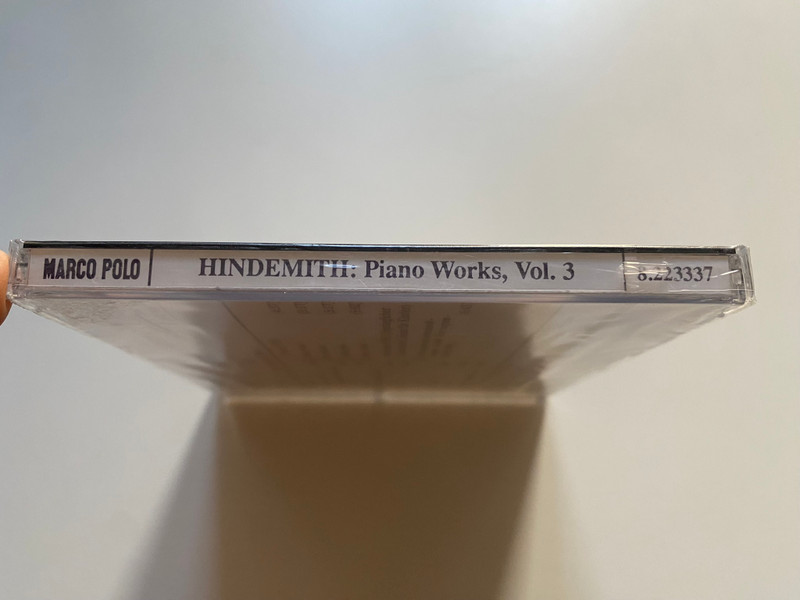 MARCO POLO HINDEMITH: Piano Works, Vol. 3 8.223337